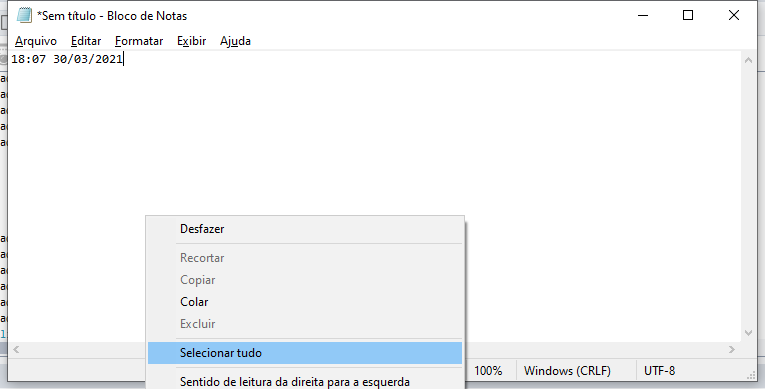 *Sem título - Bloco de Notas
Arquivo Editar Formatar Exibir Ajuda
18:07 30/03/2021
Desfazer
Recortar
Copiar
Colar
Excluir
Selecionar tudo
Sentido de leitura da direita para a esquerda
100% Windows (CRLF) UTF-8